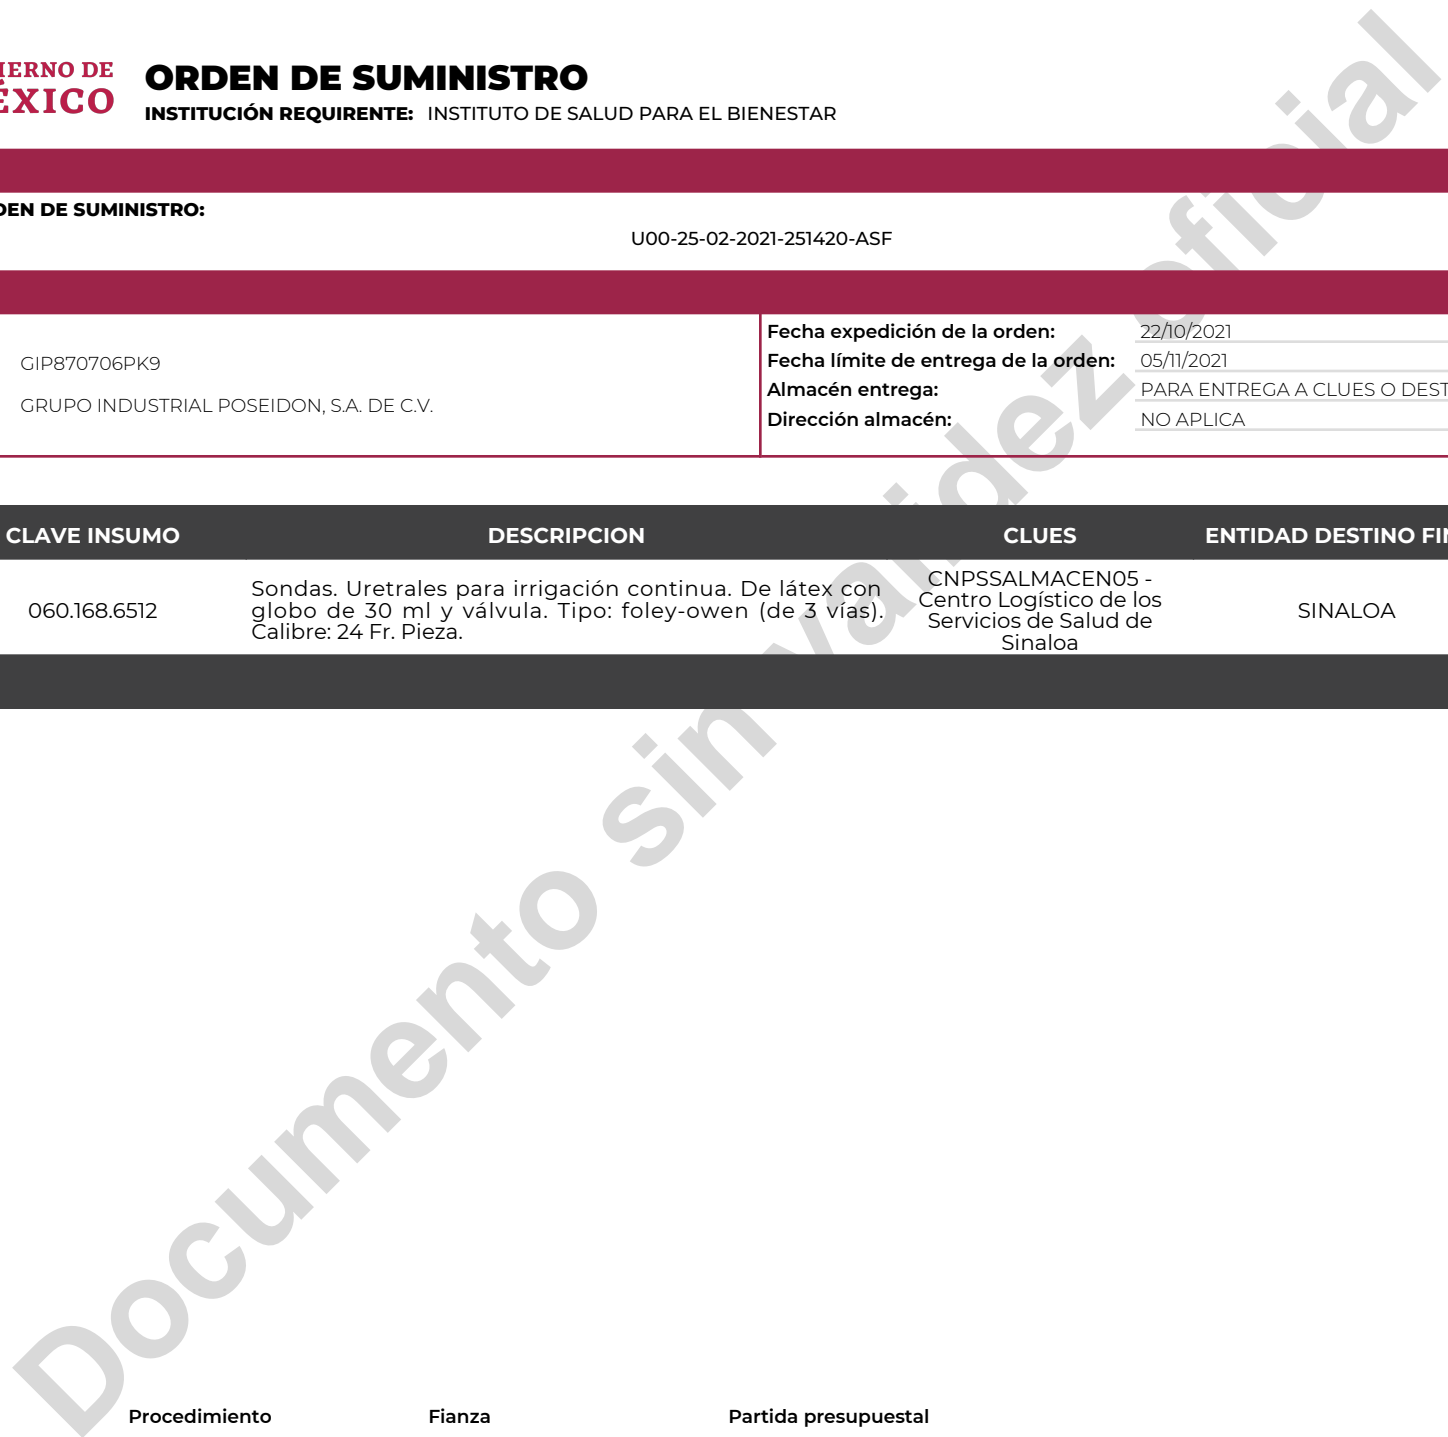 IERNO DE
ÉXICO
ORDEN DE SUMINISTRO
INSTITUCIÓN REQUIRENTE: INSTITUTO DE SALUD PARA EL BIENESTAR
DEN DE SUMINISTRO:
U00-25-02-2021-251420-ASF
GIP870706PK9
GRUPO INDUSTRIAL POSEIDON, S.A. DE C.V.
Fecha expedición de la orden: 22/10/2021
Fecha límite de entrega de la orden: 05/11/2021
Almacén entrega: PARA ENTREGA A CLUES O DEST
Dirección almacén: NO APLICA
CLAVE INSUMO DESCRIPCION CLUES ENTIDAD DESTINO FIN
060.168.6512
Sondas. Uretrales para irrigación continua. De látex con
globo de 30 ml y válvula. Tipo: foley-owen (de 3 vías).
Calibre: 24 Fr. Pieza.
CNPSSALMACEN05 -
Centro Logístico de los
Servicios de Salud de
Sinaloa
SINALOA
Documento sin validez oficial
Procedimiento Fianza Partida presupuestal